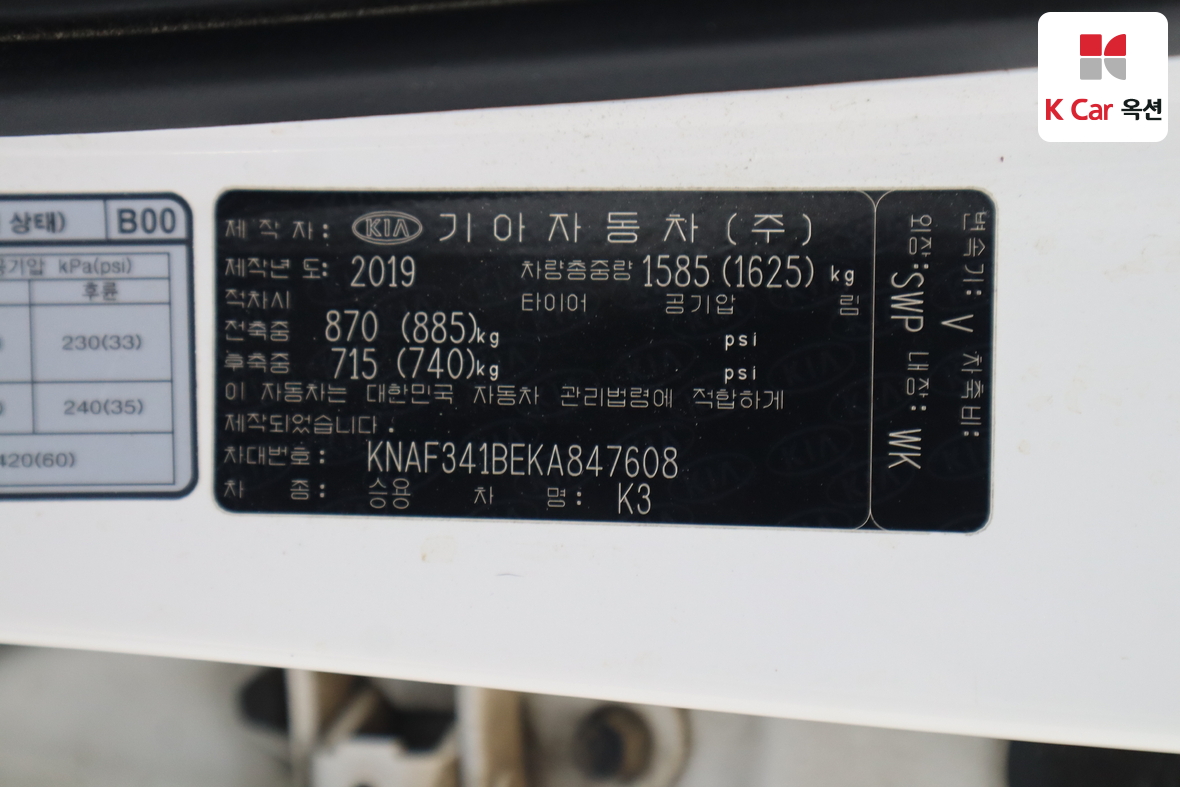 K Car 옥션
상태) B00
공기압 kPa(psi)
후륜
230(33)
240(35)
420(60)
제 작 자 : KIA 기 아 자 동 차 ( 주 )
제작년 도: 2019 차량총중량 1585 (1625) kg
적차시 타이어 공기압 림
전축중 870 (885)kg psi
후축중 715 (740)kg psi
이 자동차는 대한민국 자동차 관리법령에 적합하게
제작되었습니다 .
차대번호 : KNAF341BEKA847608
차 종 : 승용 차 명 : K3
변속기: V 차축비:
외장: SWP 내장: WK